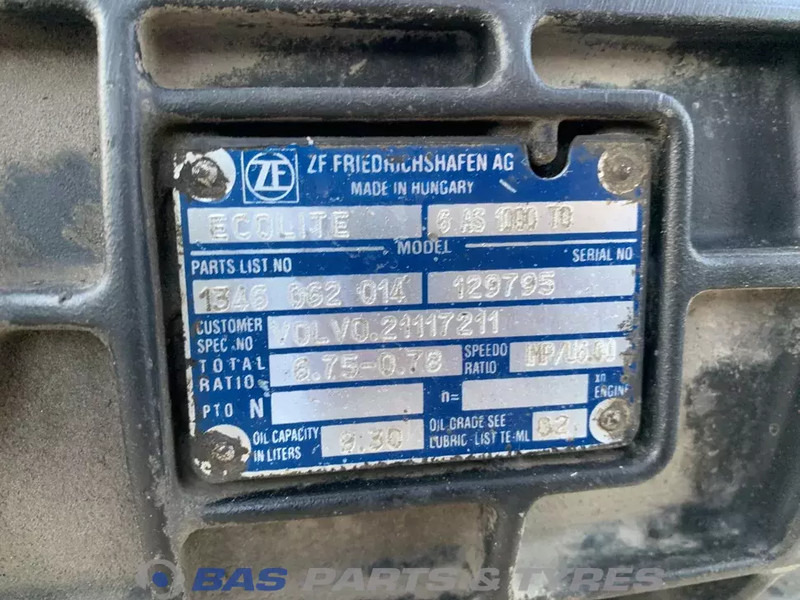 ZF ZF FRIEDRICHSHAFEN AG
MADE IN HUNGARY
ECOLITE 6 AS 1000 TO
MODEL
PARTS LIST NO SERIAL NO
1346 062 014 129795
CUSTOMER SPEC. NO VOLVO.21117211
TOTAL RATIO 6.75-0.78 SPEEDO RATIO
PTO N n= xn ENGINE
OIL CAPACITY IN LITERS 9.30 OIL GRADE SEE LUBRIC-LIST TE-ML 02
BAS PARTS & TYRES